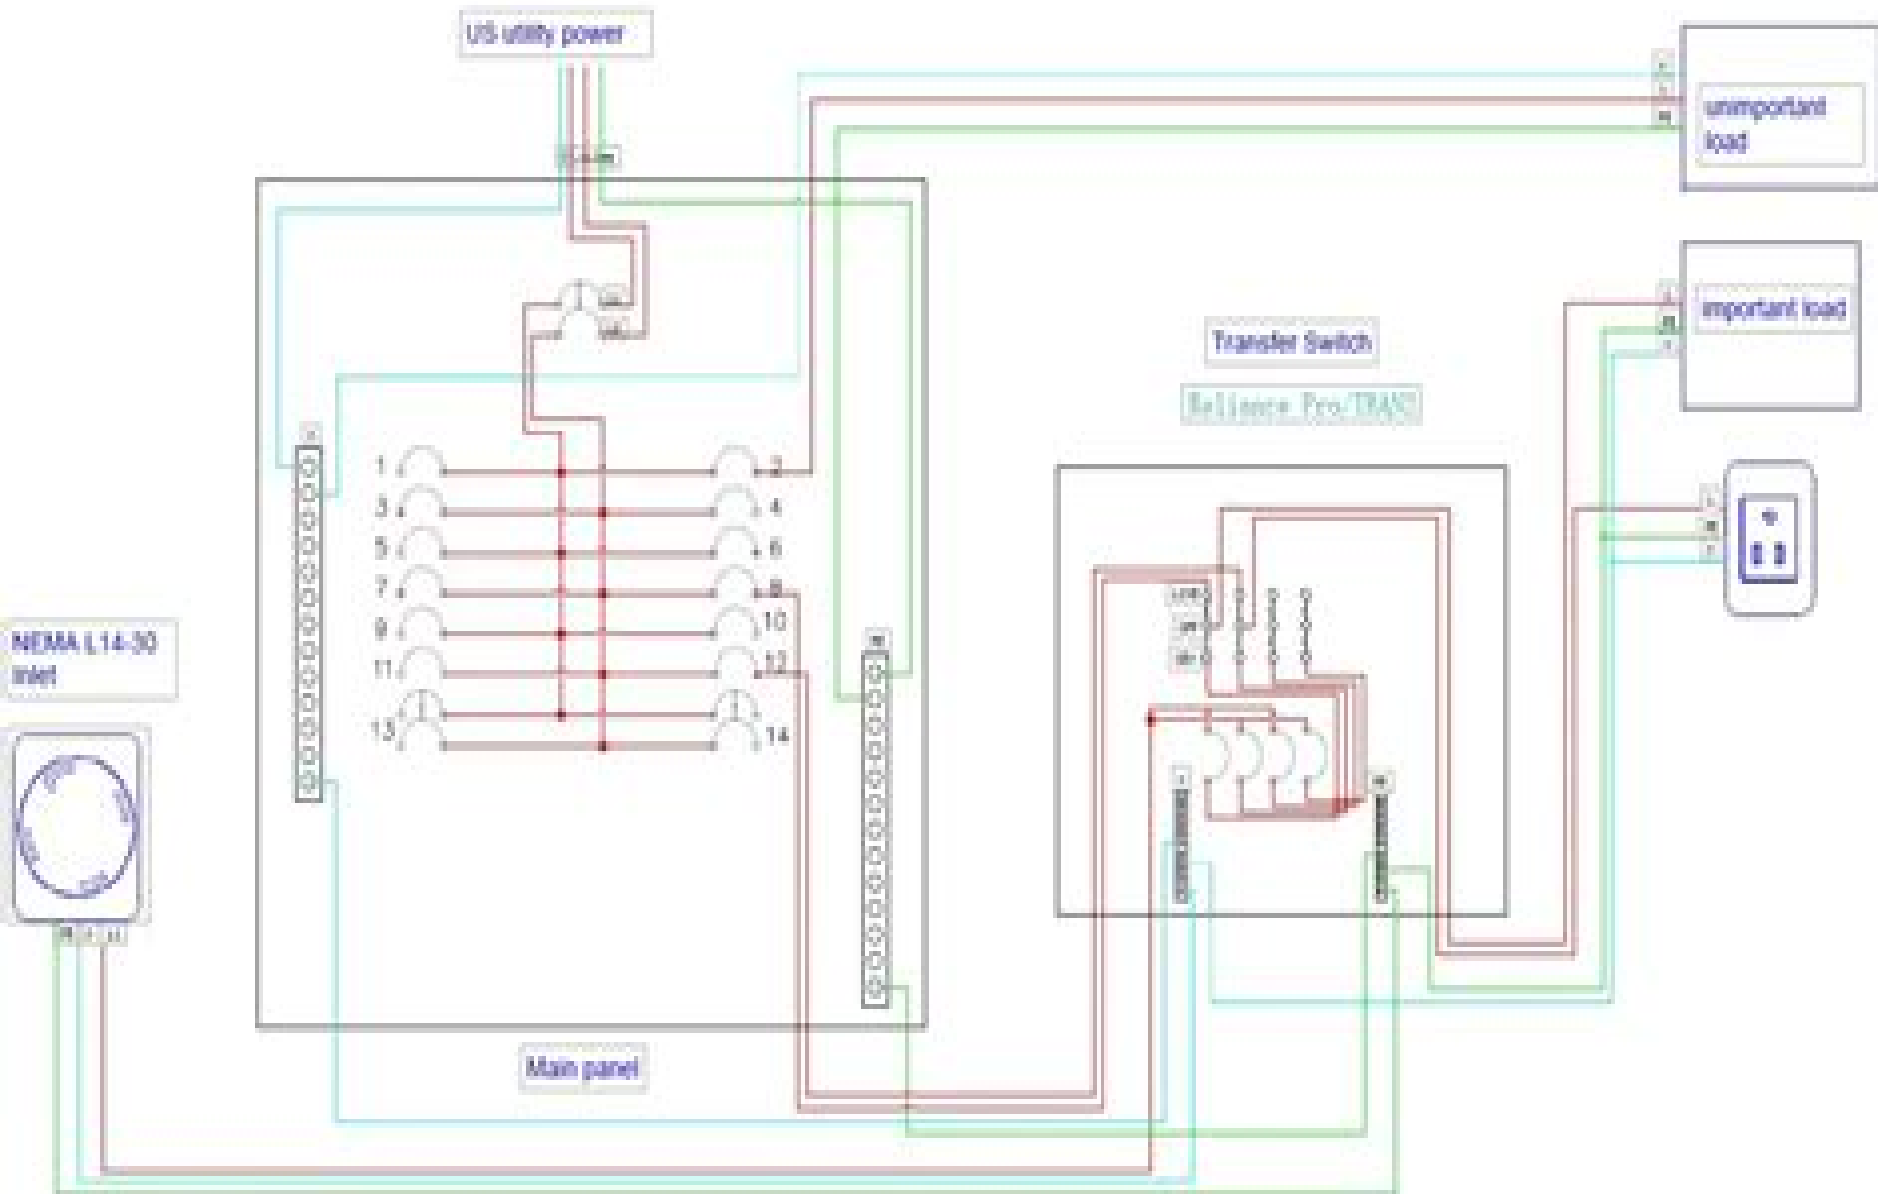 US utility power
unimportant
load
important load
Transfer Switch
Reliance Pro/TRAN
1
2
3
4
5
6
7
8
9
10
11
12
13
14
NEMA L14-30
Inlet
Main panel